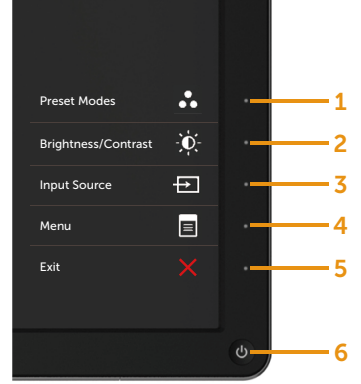 Preset Modes 1
Brightness/Contrast 2
Input Source 3
Menu 4
Exit 5
6